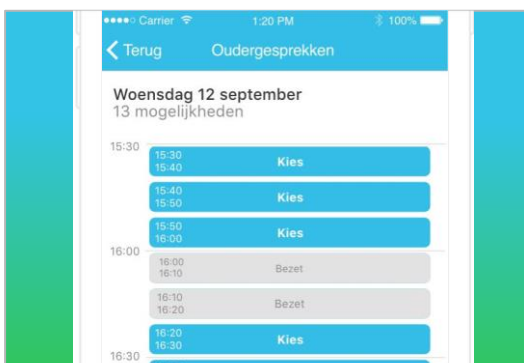 Carrier 1:20 PM 100%
Terug Oudergesprekken
Woensdag 12 september
13 mogelijkheden
15:30
15:30
15:40 Kies
15:40
15:50 Kies
15:50
16:00 Kies
16:00
16:00
16:10 Bezet
16:10
16:20 Bezet
16:20
16:30 Kies
16:30